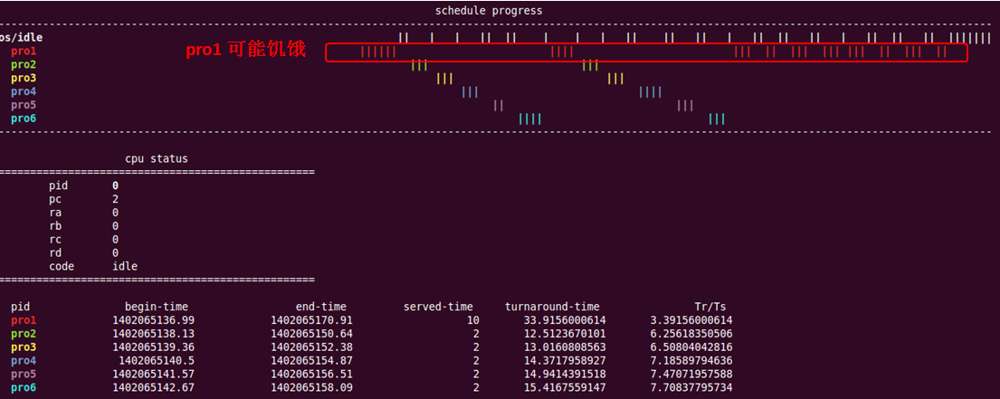 schedule progress
os/idle
pro1 可能饥饿
pro1
pro2
pro3
pro4
pro5
pro6
cpu status
pid 0
pc 2
ra 0
rb 0
rc 0
rd 0
code idle
pid begin-time end-time served-time turnaround-time Tr/Ts
pro1 1402065136.99 1402065170.91 10 33.9156000614 3.39156000614
pro2 1402065138.13 1402065150.64 2 12.5123670101 6.25618350506
pro3 1402065139.36 1402065152.38 2 13.0160808563 6.50804042816
pro4 1402065140.5 1402065154.87 2 14.3717958927 7.18589794636
pro5 1402065141.57 1402065156.51 2 14.9414391518 7.47071957588
pro6 1402065142.67 1402065158.09 2 15.4167559147 7.70837795734